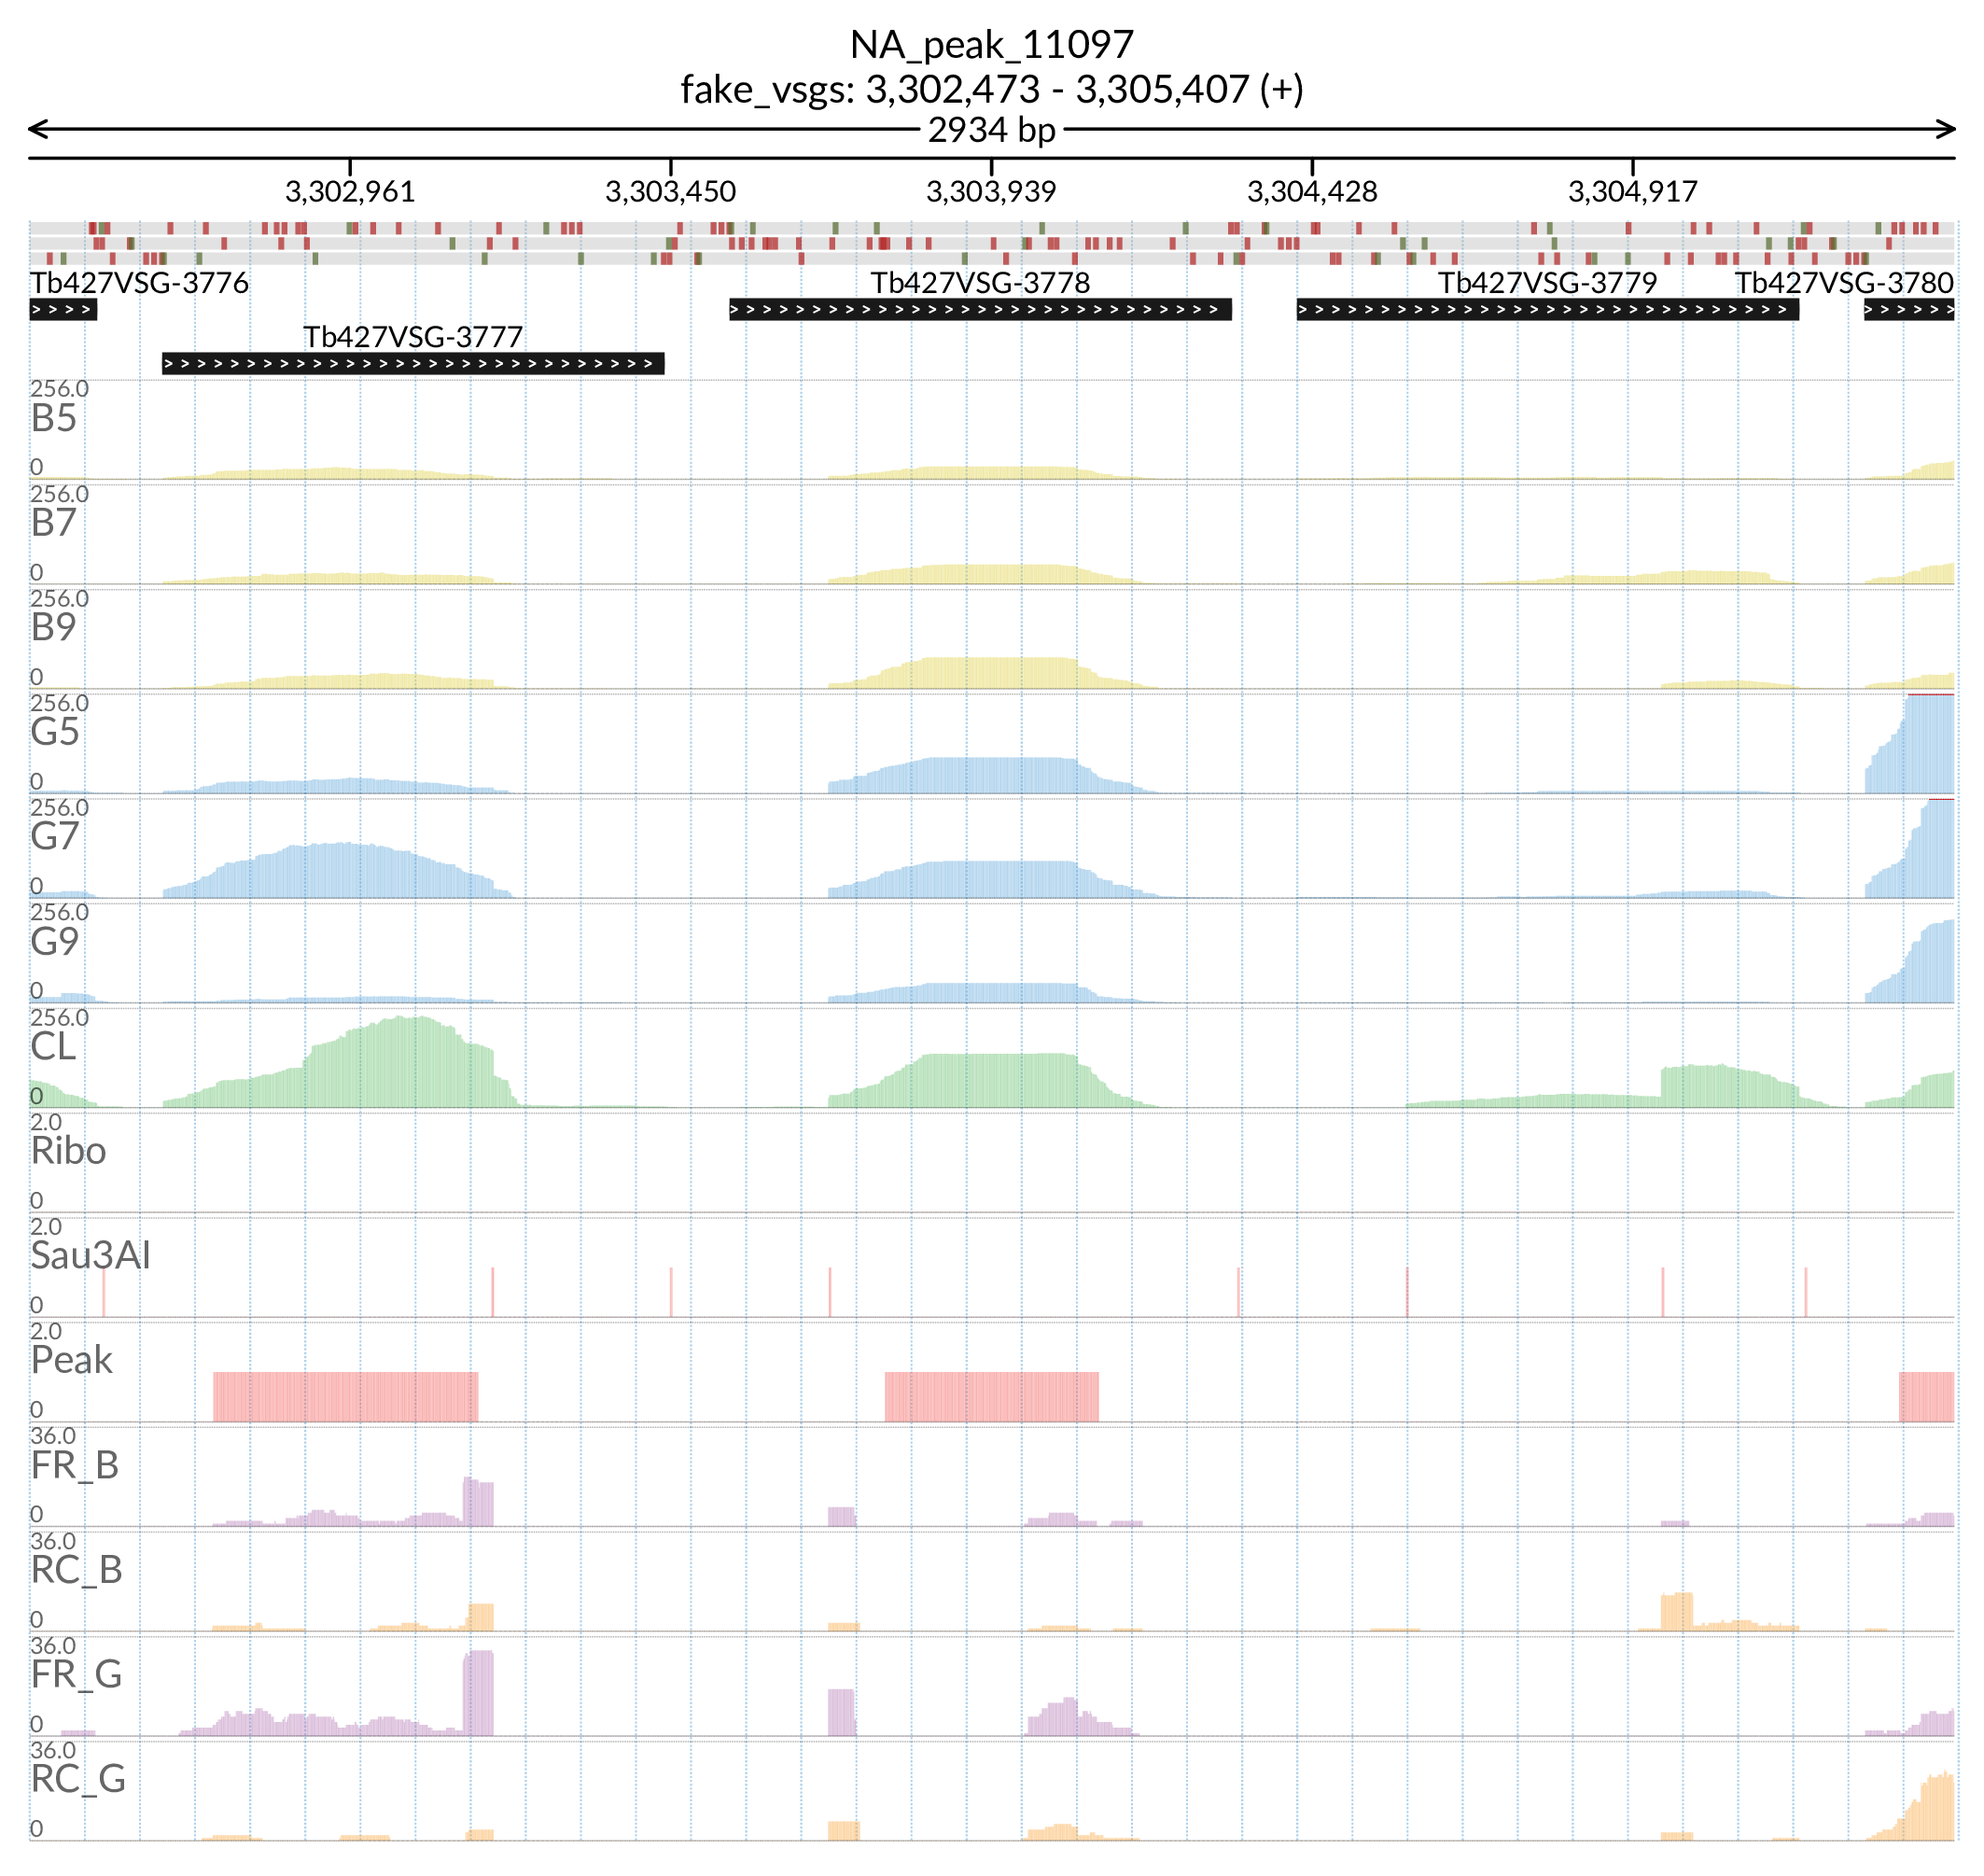 NA_peak_11097
fake_vsgs: 3,302,473 - 3,305,407 (+)
2934 bp
3,302,961 3,303,450 3,303,939 3,304,428 3,304,917
Tb427VSG-3776 Tb427VSG-3778 Tb427VSG-3779 Tb427VSG-3780
Tb427VSG-3777
256.0
B5
0
256.0
B7
0
256.0
B9
0
256.0
G5
0
256.0
G7
0
256.0
G9
0
256.0
CL
0
2.0
Ribo
0
2.0
Sau3AI
0
2.0
Peak
0
36.0
FR_B
0
36.0
RC_B
0
36.0
FR_G
0
36.0
RC_G
0